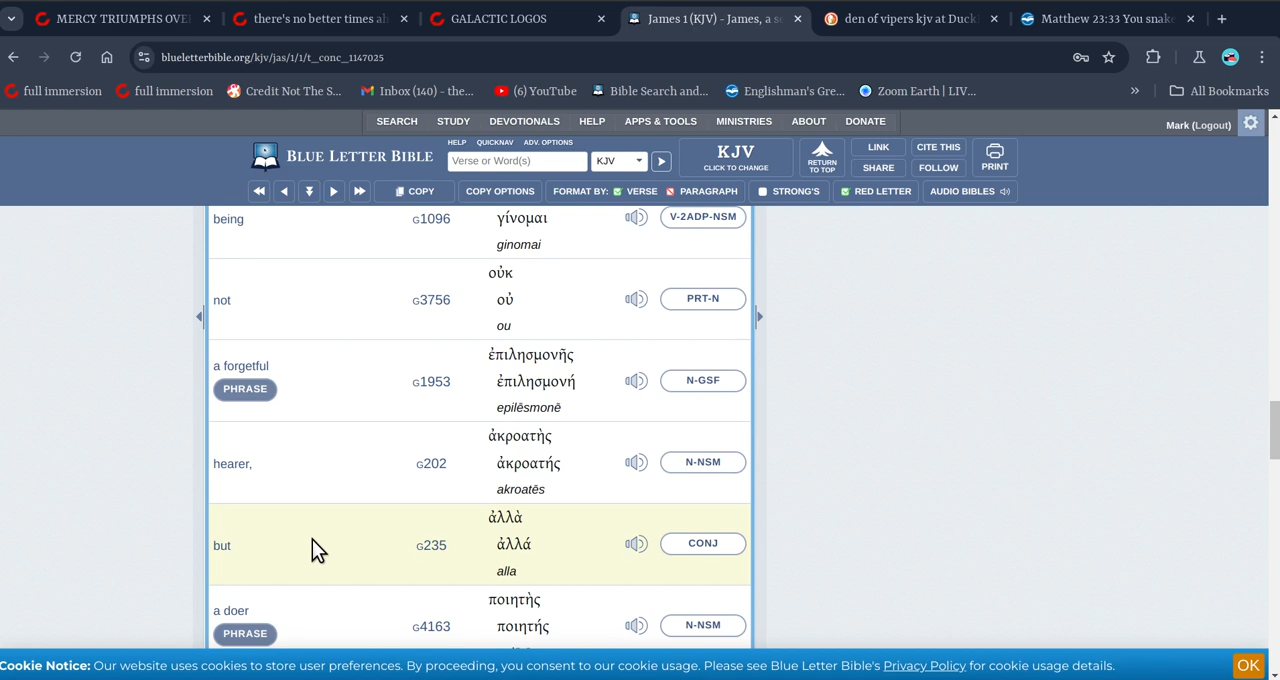 MERCY TRIUMPHS OVE
there's no better times ah
GALACTIC LOGOS
James 1 (KJV) - James, a se
den of vipers kjv at Duck
Matthew 23:33 You snake
blueletterbible.org/kjv/jas/1/1/t_conc_1147025
full immersion
full immersion
Credit Not The S...
Inbox (140) - the...
(6) YouTube
Bible Search and...
Englishman's Gre...
Zoom Earth | LIV...
All Bookmarks
SEARCH STUDY DEVOTIONALS HELP APPS & TOOLS MINISTRIES ABOUT DONATE
Mark (Logout)
BLUE LETTER BIBLE
HELP QUICKNAV ADV. OPTIONS
Verse or Word(s)
KJV
KJV
CLICK TO CHANGE
RETURN
TO TOP
LINK
SHARE
CITE THIS
FOLLOW
PRINT
COPY
COPY OPTIONS
FORMAT BY: VERSE PARAGRAPH
STRONG'S
RED LETTER
AUDIO BIBLES
being G1096 γίνομαι V-2ADP-NSM
ginomai
οὐκ
not G3756 οὐ PRT-N
ou
ἐπιλησμονῆς
a forgetful
G1953 ἐπιλησμονή N-GSF
PHRASE
epilēsmonē
ἀκροατὴς
hearer, G202 ἀκροατής N-NSM
akroatēs
ἀλλὰ
but G235 ἀλλά CONJ
alla
ποιητὴς
a doer
G4163 ποιητής N-NSM
PHRASE
Cookie Notice: Our website uses cookies to store user preferences. By proceeding, you consent to our cookie usage. Please see Blue Letter Bible's Privacy Policy for cookie usage details.
OK